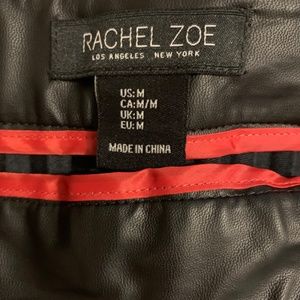 RACHEL ZOE
LOS ANGELES NEW YORK
US:M
CA:M/M
UK:M
EU:M
MADE IN CHINA